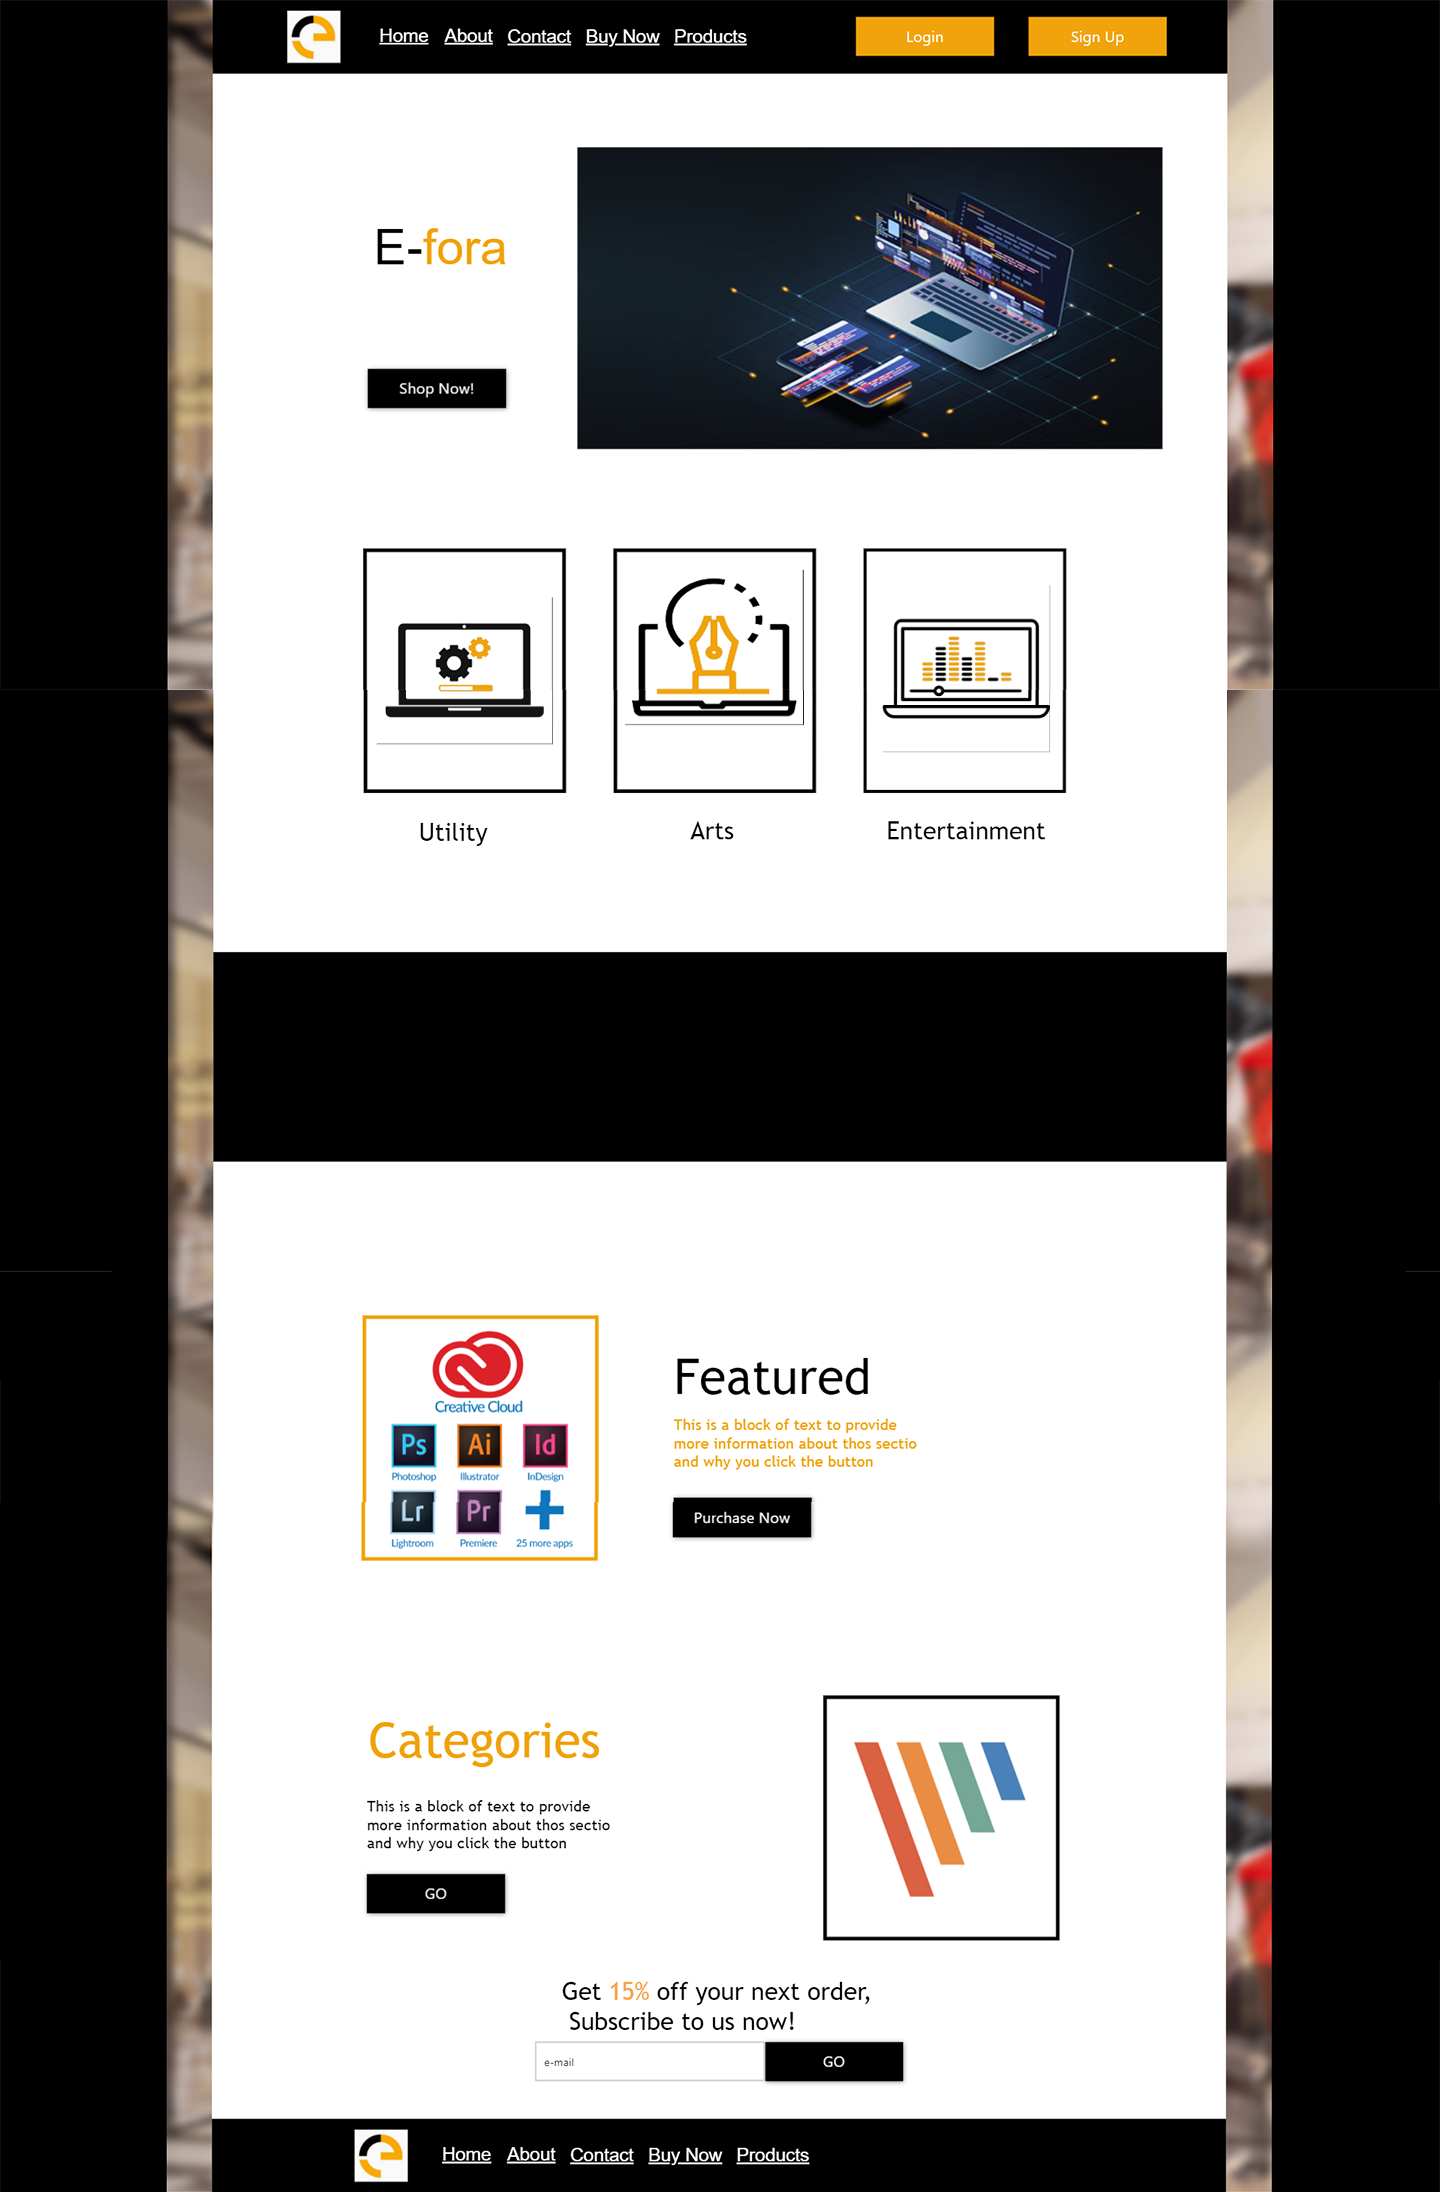 Home About Contact Buy Now Products Login Sign Up
E-fora
Shop Now!
Utility Arts Entertainment
Creative Cloud
Ps Ai Id
Photoshop Illustrator InDesign
Lr Pr
Lightroom Premiere 25 more apps
Featured
This is a block of text to provide
more information about thos sectio
and why you click the button
Purchase Now
Categories
This is a block of text to provide
more information about thos sectio
and why you click the button
GO
Get 15% off your next order,
Subscribe to us now!
e-mail GO
Home About Contact Buy Now Products